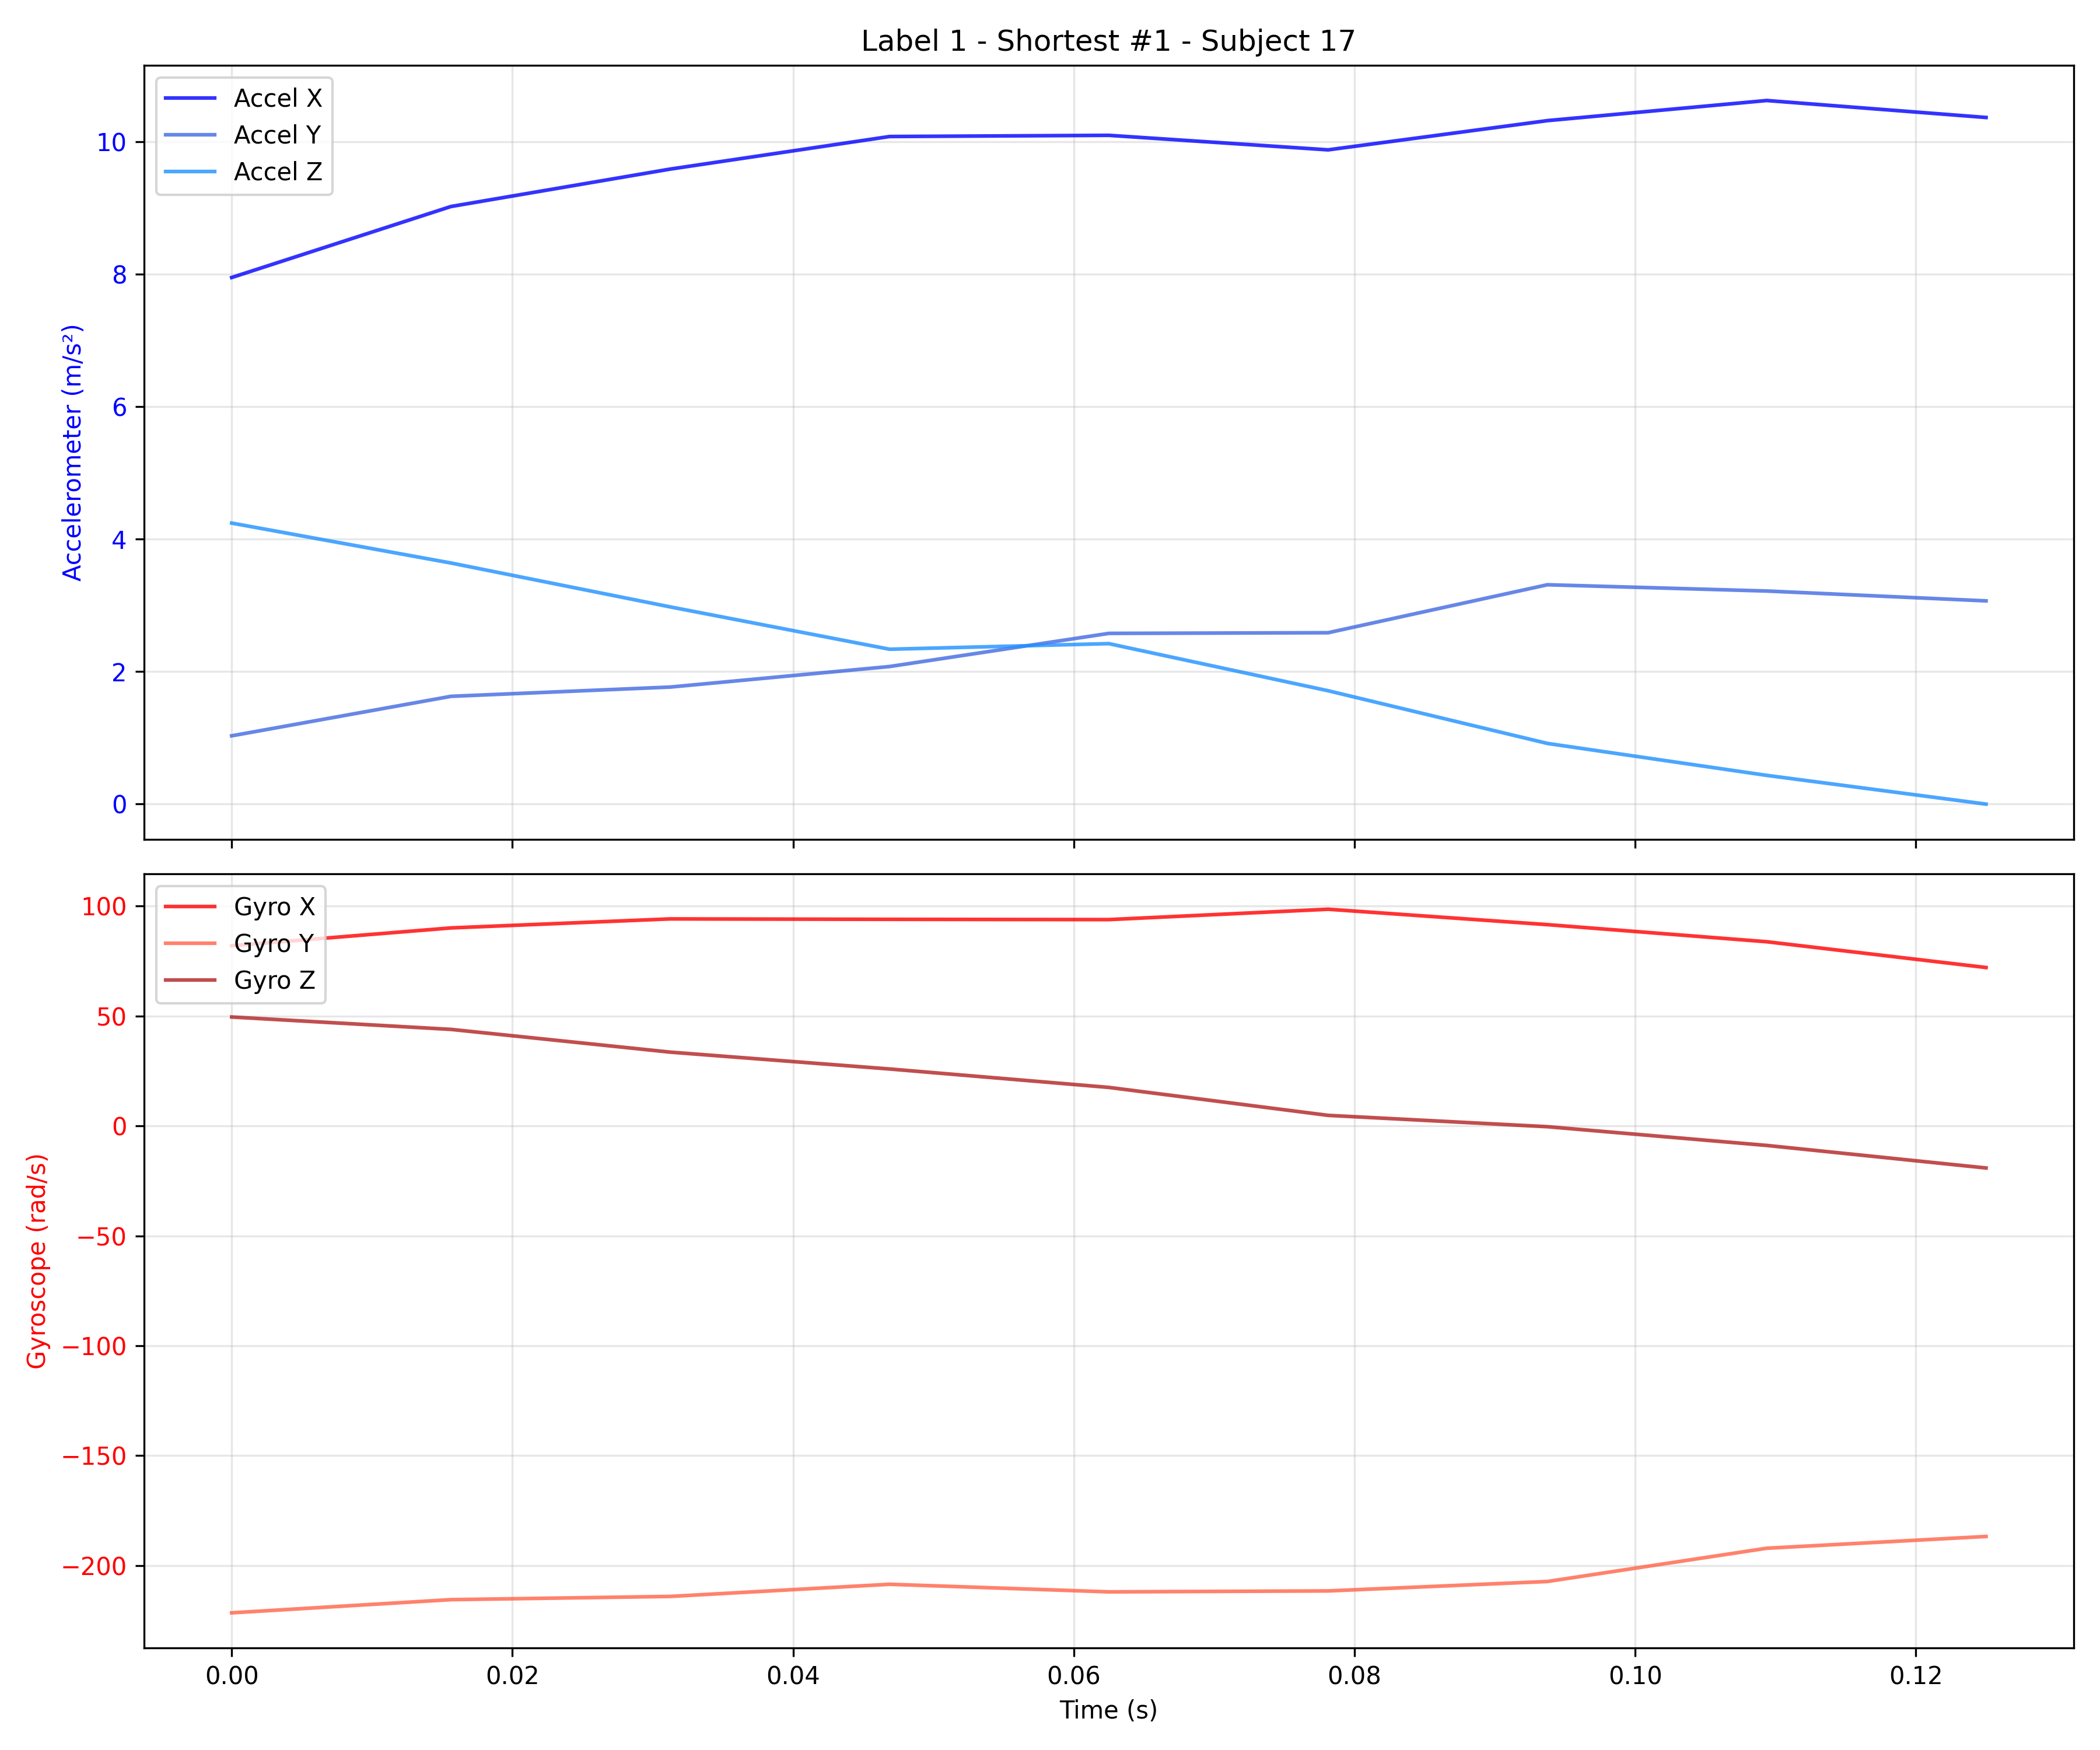 Label 1 - Shortest #1 - Subject 17
Accel X
Accel Y
Accel Z
10
8
6
4
2
0
Accelerometer (m/s²)
Gyro X
Gyro Y
Gyro Z
100
50
0
−50
−100
−150
−200
Gyroscope (rad/s)
0.00 0.02 0.04 0.06 0.08 0.10 0.12
Time (s)